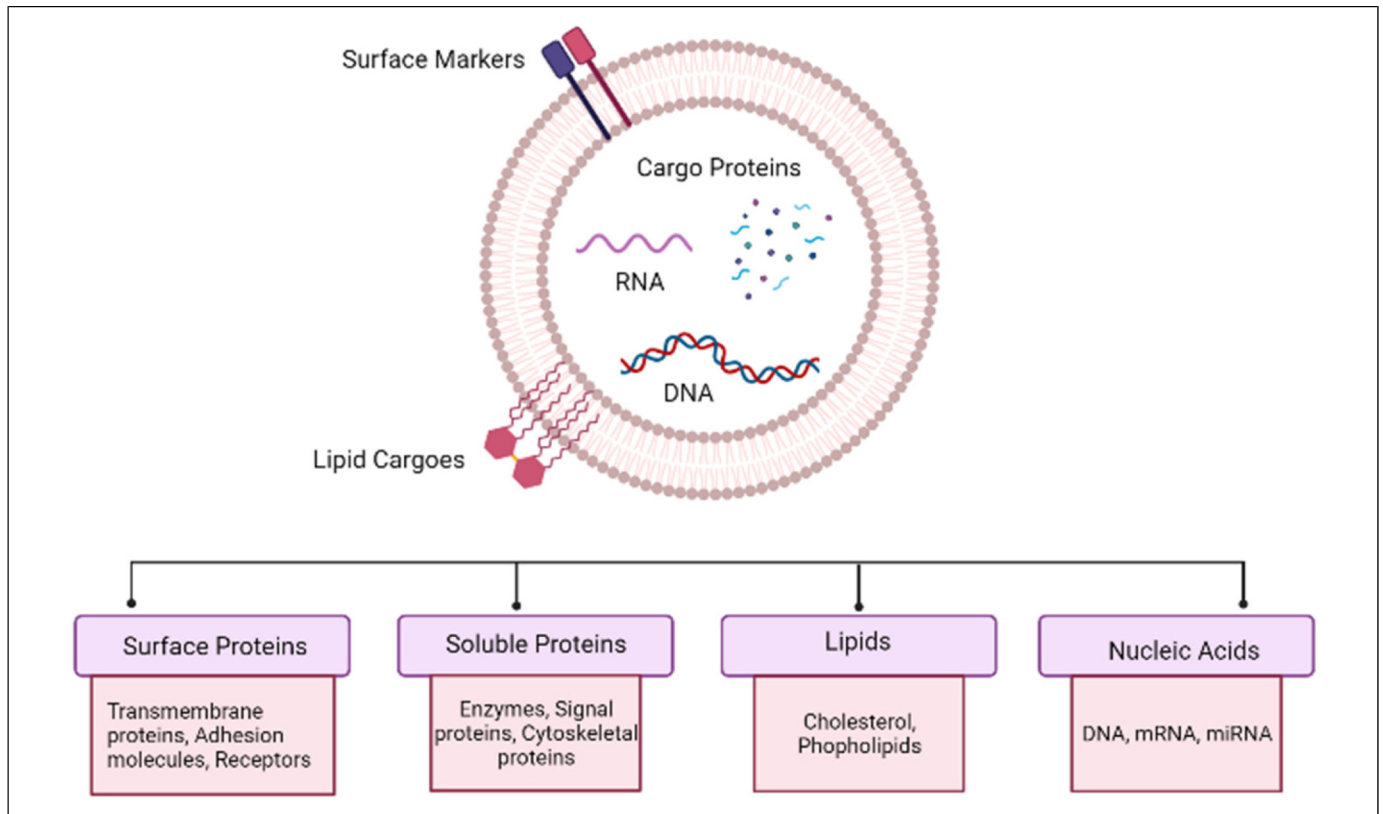 Surface Markers
Cargo Proteins
RNA
DNA
Lipid Cargoes
Surface Proteins
Transmembrane
proteins, Adhesion
molecules, Receptors
Soluble Proteins
Enzymes, Signal
proteins, Cytoskeletal
proteins
Lipids
Cholesterol,
Phopholipids
Nucleic Acids
DNA, mRNA, miRNA